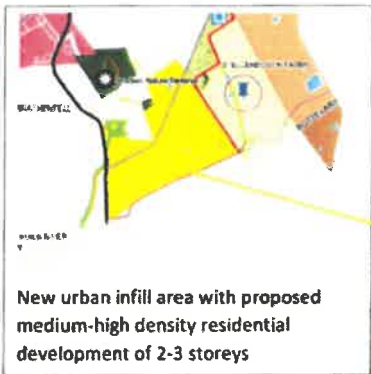 New urban infill area with proposed
medium-high density residential
development of 2-3 storeys